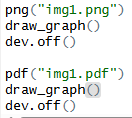 png("img1.png")
draw_graph()
dev.off()
pdf("img1.pdf")
draw_graph()
dev.off()